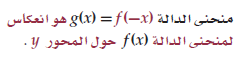 منحنى الدالة g(x) = f(−x) هو انعكاس
لمنحنى الدالة f(x) حول المحور y .